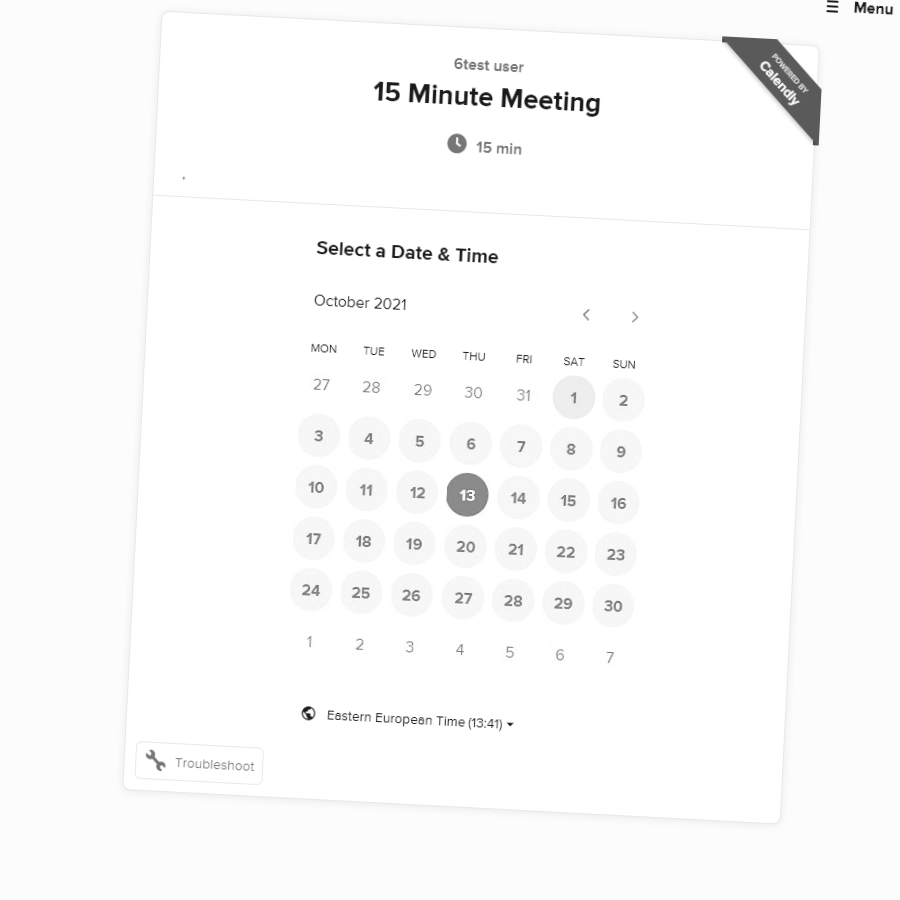 ☰ Menu
POWERED BY
Calendly
6test user
15 Minute Meeting
15 min
.
Select a Date & Time
October 2021
MON TUE WED THU FRI SAT SUN
27 28 29 30 31 1 2
3 4 5 6 7 8 9
10 11 12 13 14 15 16
17 18 19 20 21 22 23
24 25 26 27 28 29 30
1 2 3 4 5 6 7
Eastern European Time (13:41)
Troubleshoot